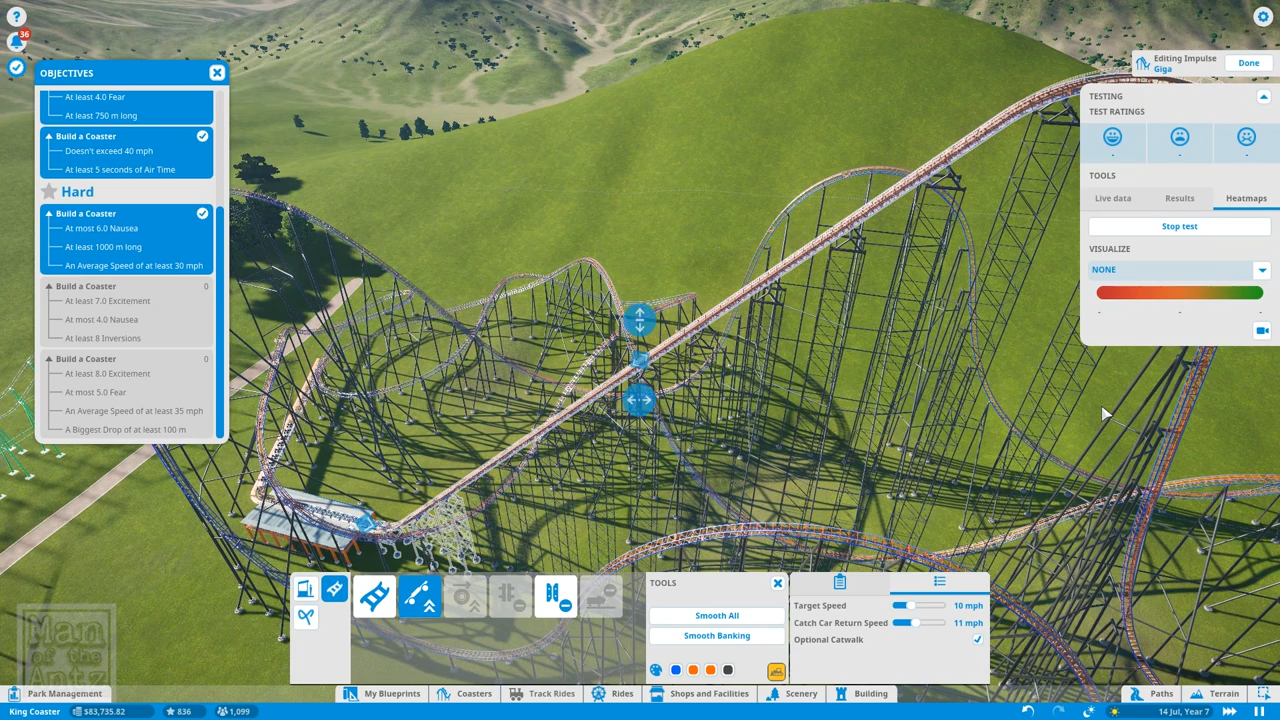 36
OBJECTIVES
At least 4.0 Fear
At least 750 m long
Build a Coaster
Doesn't exceed 40 mph
At least 5 seconds of Air Time
Hard
Build a Coaster
At most 6.0 Nausea
At least 1000 m long
An Average Speed of at least 30 mph
Build a Coaster 0
At least 7.0 Excitement
At most 4.0 Nausea
At least 8 Inversions
Build a Coaster 0
At least 8.0 Excitement
At most 5.0 Fear
An Average Speed of at least 35 mph
A Biggest Drop of at least 100 m
Editing Impulse
Giga
Done
TESTING
TEST RATINGS
- - -
TOOLS
Live data Results Heatmaps
Stop test
VISUALIZE
NONE
- - -
TOOLS
Smooth All
Smooth Banking
Target Speed 10 mph
Catch Car Return Speed 11 mph
Optional Catwalk
Man
of the
Park Management My Blueprints Coasters Track Rides Rides Shops and Facilities Scenery Building Paths Terrain
King Coaster $83,735.82 836 1,099 14 Jul, Year 7